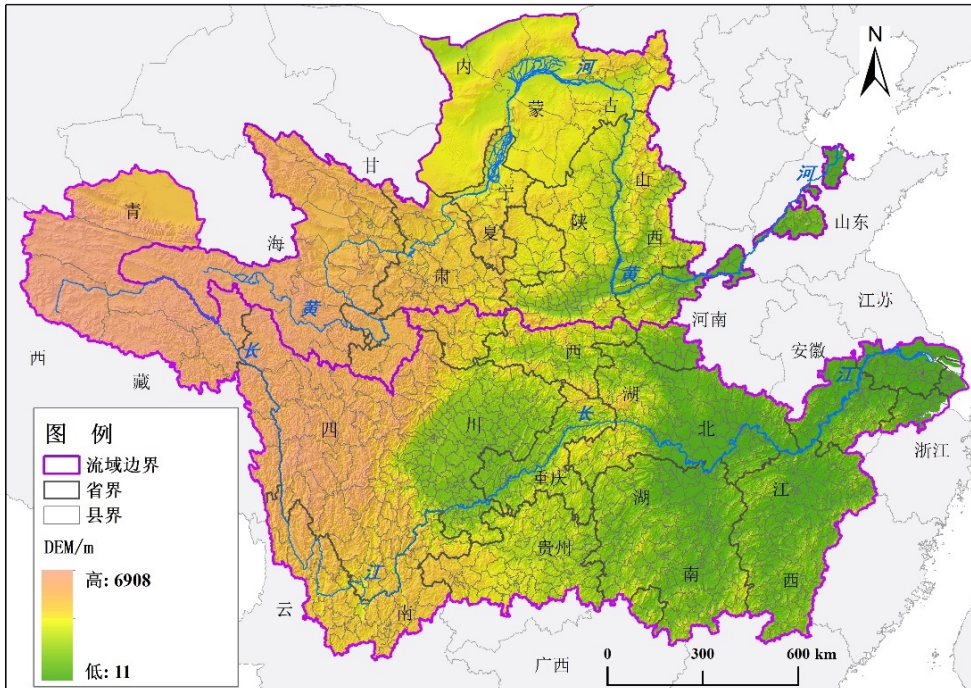 N
内
河
蒙
古
甘
宁
山
河
青
海
夏
陕
西
山东
肃
黄
黄
河南
江苏
长
西
安徽
西
藏
湖
江
四
川
长
北
浙江
重庆
湖
江
贵州
江
南
西
云
南
广西
图 例
流域边界
省界
县界
DEM/m
高: 6908
低: 11
0 300 600 km